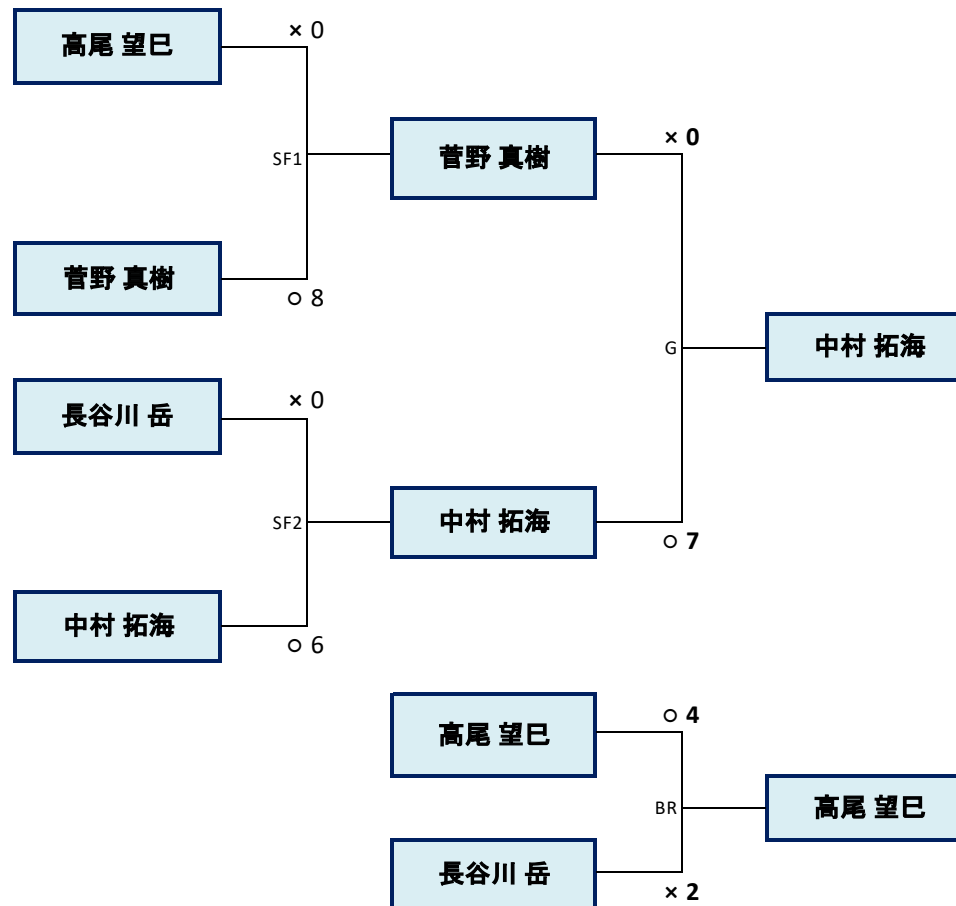 高尾 望巳
× 0
SF1
菅野 真樹
× 0
菅野 真樹
○ 8
G
中村 拓海
長谷川 岳
× 0
SF2
中村 拓海
○ 7
中村 拓海
○ 6
高尾 望巳
○ 4
BR
高尾 望巳
長谷川 岳
× 2